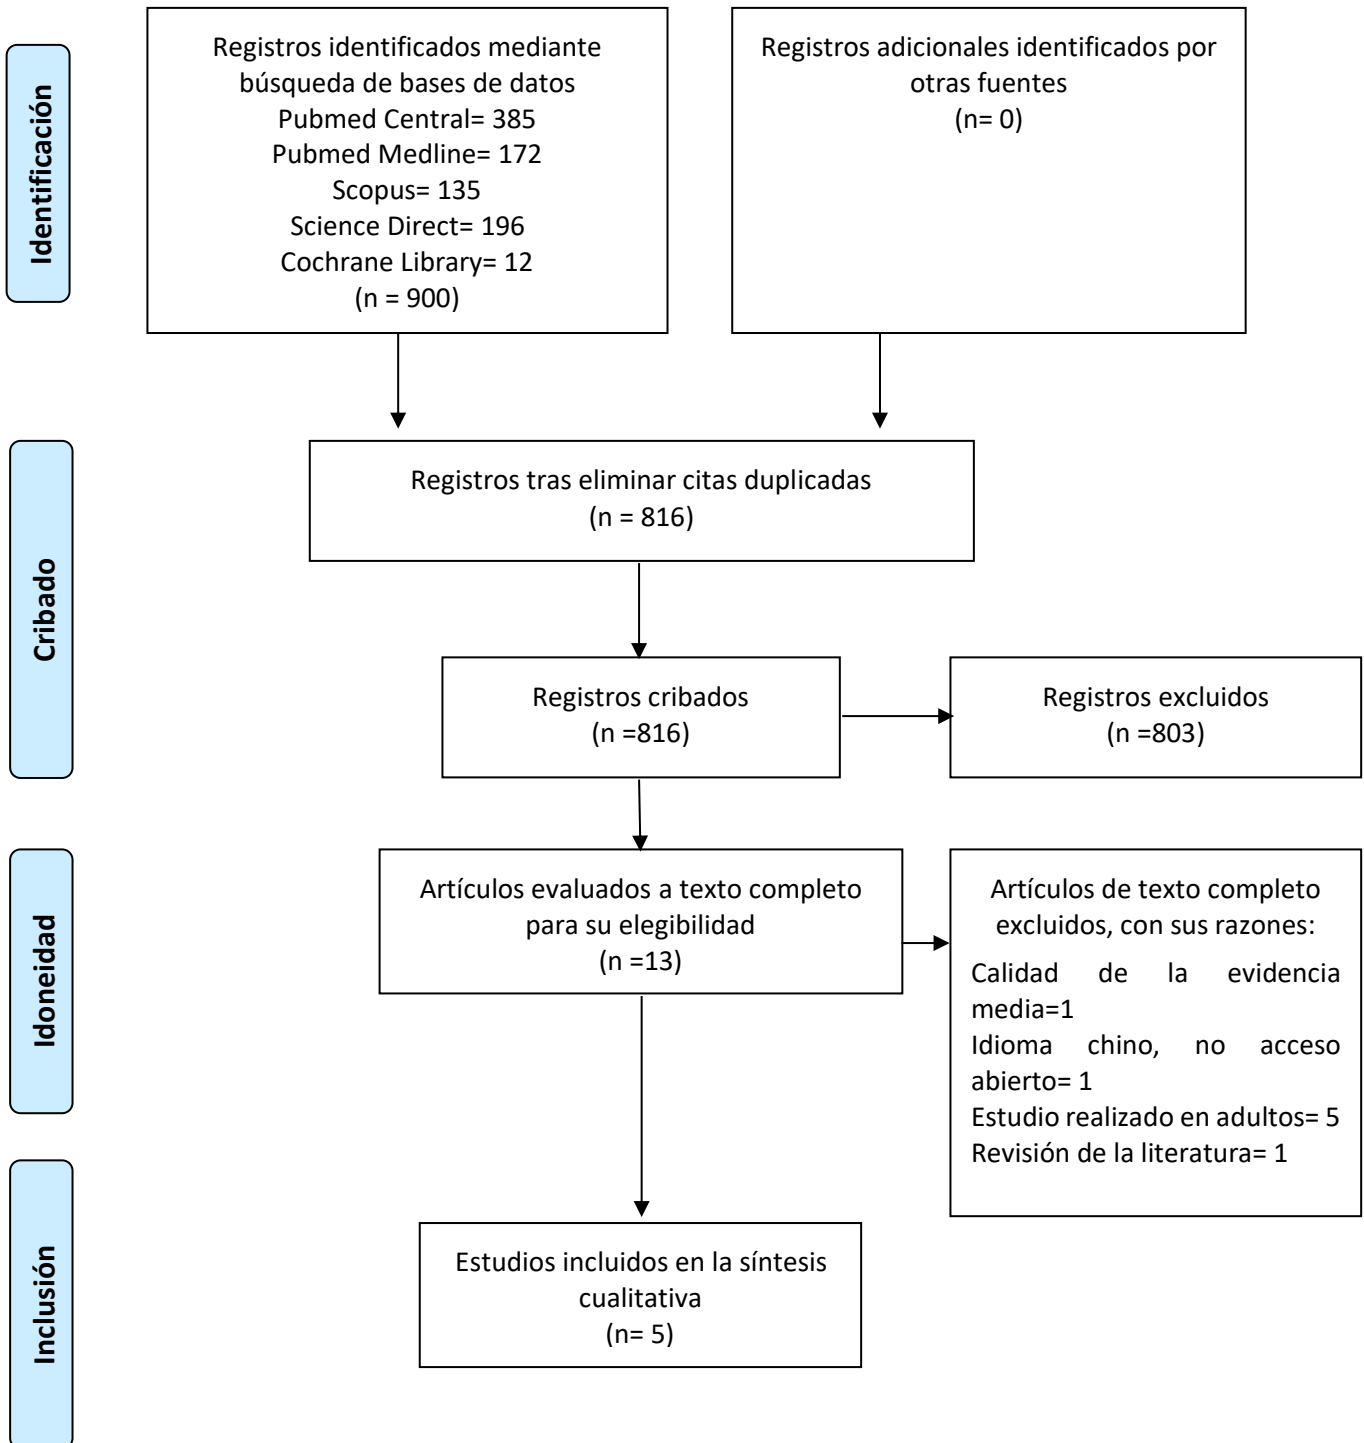 Identificación
Registros identificados mediante
búsqueda de bases de datos
Pubmed Central= 385
Pubmed Medline= 172
Scopus= 135
Science Direct= 196
Cochrane Library= 12
(n = 900)
Registros adicionales identificados por
otras fuentes
(n= 0)
Cribado
Registros tras eliminar citas duplicadas
(n = 816)
Registros cribados
(n =816)
Registros excluidos
(n =803)
Idoneidad
Artículos evaluados a texto completo
para su elegibilidad
(n =13)
Artículos de texto completo
excluidos, con sus razones:
Calidad de la evidencia
media=1
Idioma chino, no acceso
abierto= 1
Estudio realizado en adultos= 5
Revisión de la literatura= 1
Inclusión
Estudios incluidos en la síntesis
cualitativa
(n= 5)